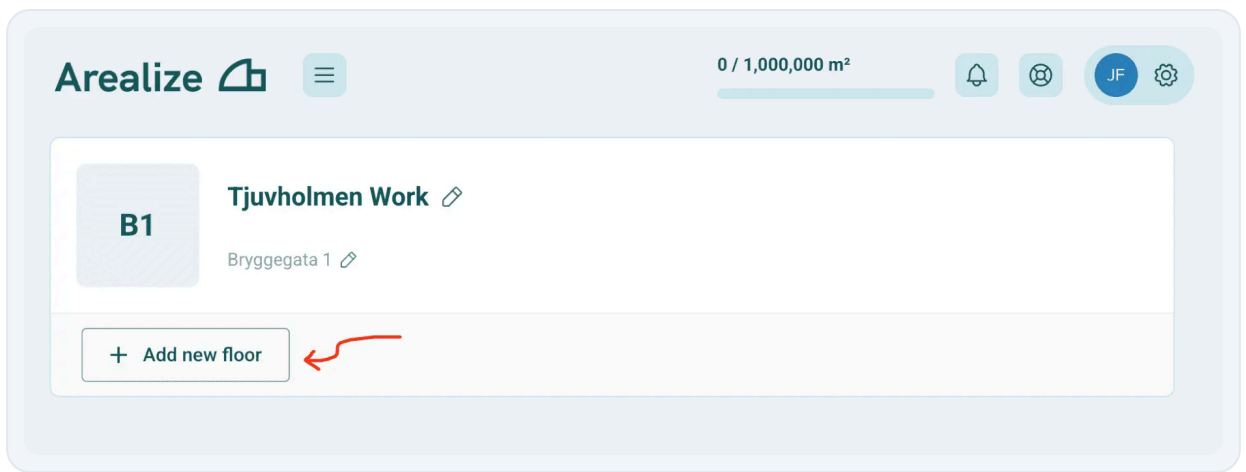 Arealize
0 / 1,000,000 m²
JF
B1
Tjuvholmen Work
Bryggegata 1
+ Add new floor